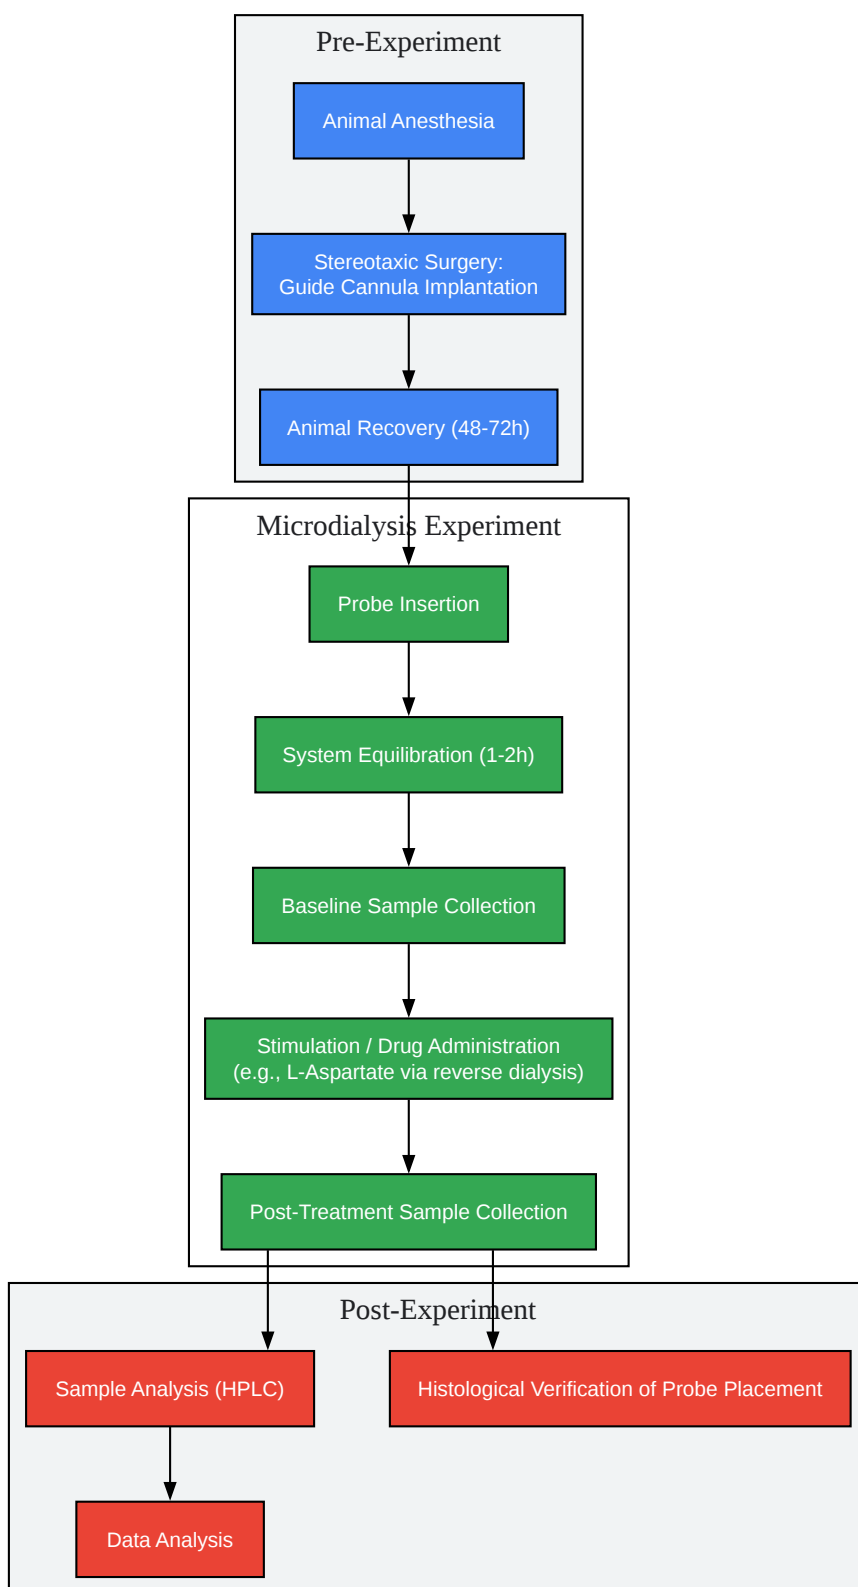 Pre-Experiment
Animal Anesthesia
Stereotaxic Surgery:
Guide Cannula Implantation
Animal Recovery (48-72h)
Microdialysis Experiment
Probe Insertion
System Equilibration (1-2h)
Baseline Sample Collection
Stimulation / Drug Administration
(e.g., L-Aspartate via reverse dialysis)
Post-Treatment Sample Collection
Post-Experiment
Sample Analysis (HPLC)
Histological Verification of Probe Placement
Data Analysis